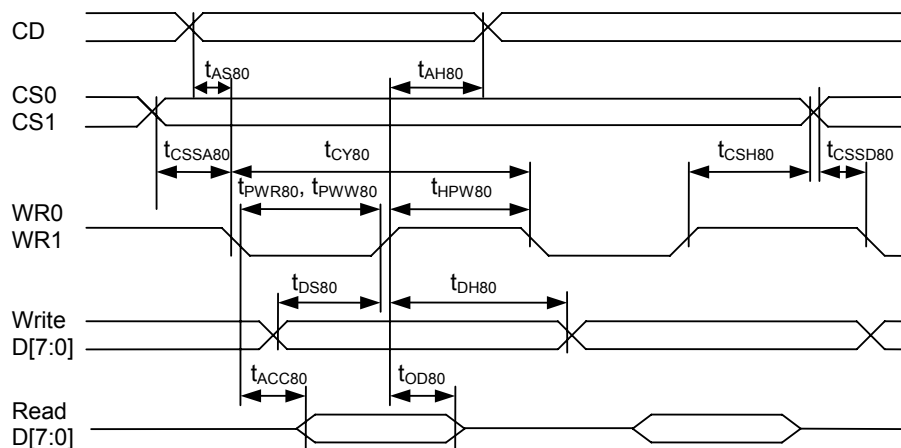 CD
tAS80 tAH80
CS0
CS1
tCSSA80 tCY80 tCSH80 tCSSD80
tPWR80, tPWW80 tHPW80
WR0
WR1
tDS80 tDH80
Write
D[7:0]
tACC80 tOD80
Read
D[7:0]